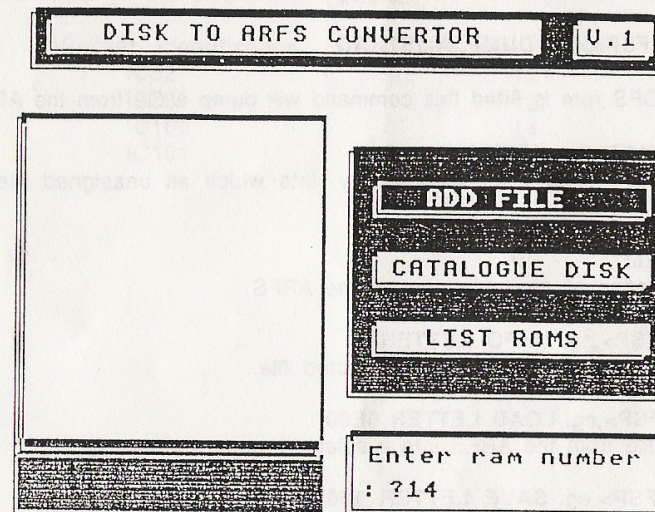 DISK TO ARFS CONVERTOR
V.1
ADD FILE
CATALOGUE DISK
LIST ROMS
Enter ram number
: ?14